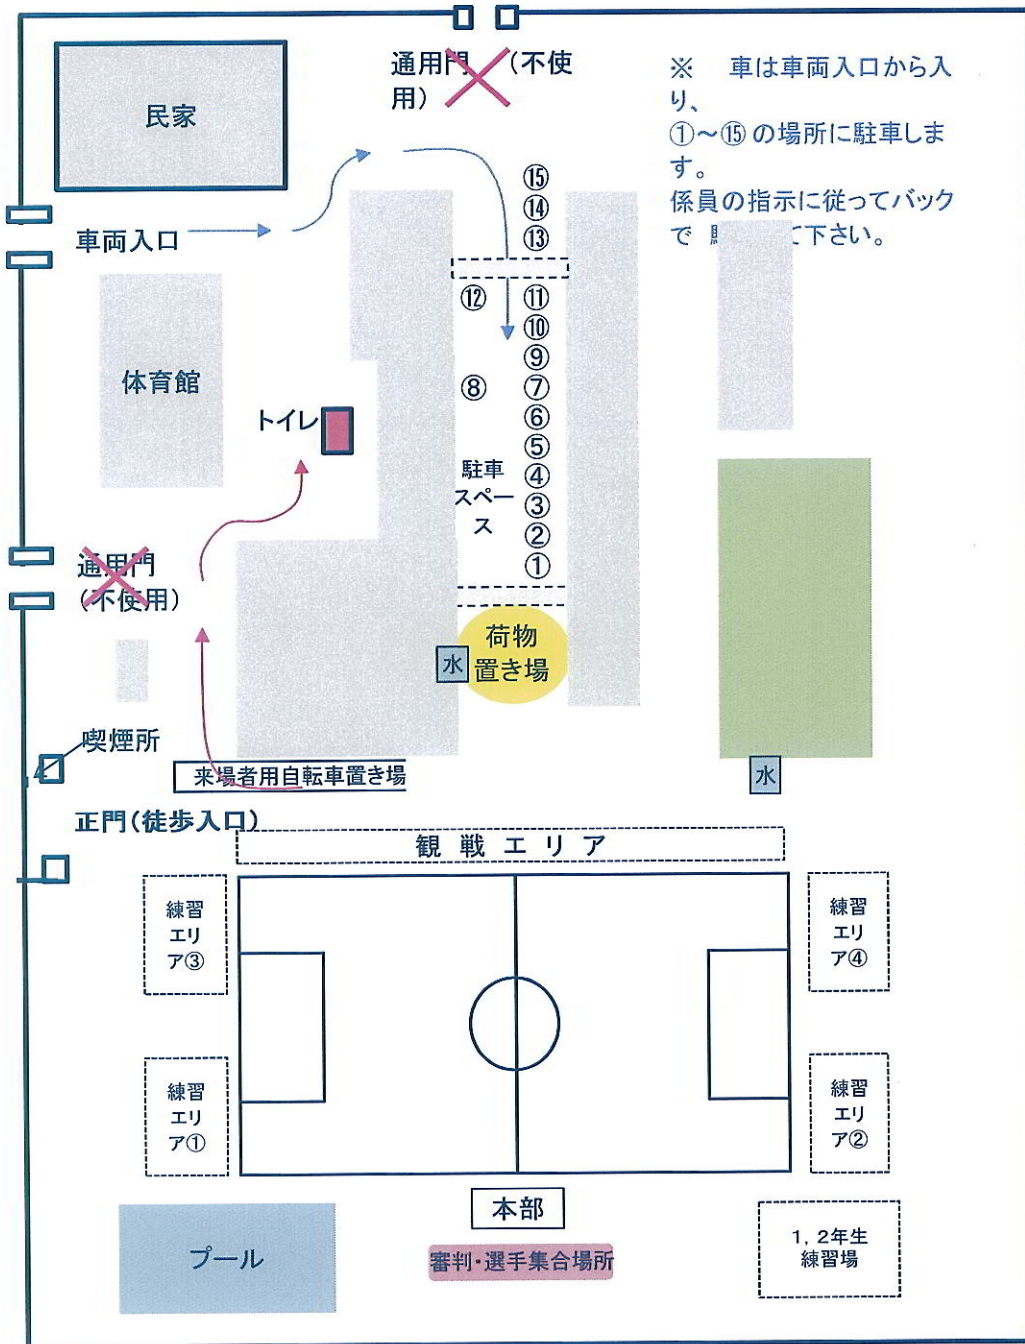 通用門 (不使
用)
※ 車は車両入口から入
り、
①~⑮の場所に駐車しま
す。
係員の指示に従ってバック
で て下さい。
民家
車両入口
⑮
⑭
⑬
⑫ ⑪
⑩
⑨
⑧ ⑦
⑥
⑤
④
③
②
①
体育館
トイレ
駐車
スペー
ス
通用門
(不使用)
荷物
置き場
水
喫煙所
来場者用自転車置き場
水
正門(徒歩入口)
観戦エリア
練習
エリ
ア③
練習
エリ
ア④
練習
エリ
ア①
練習
エリ
ア②
本部
審判・選手集合場所
プール
1,2年生
練習場